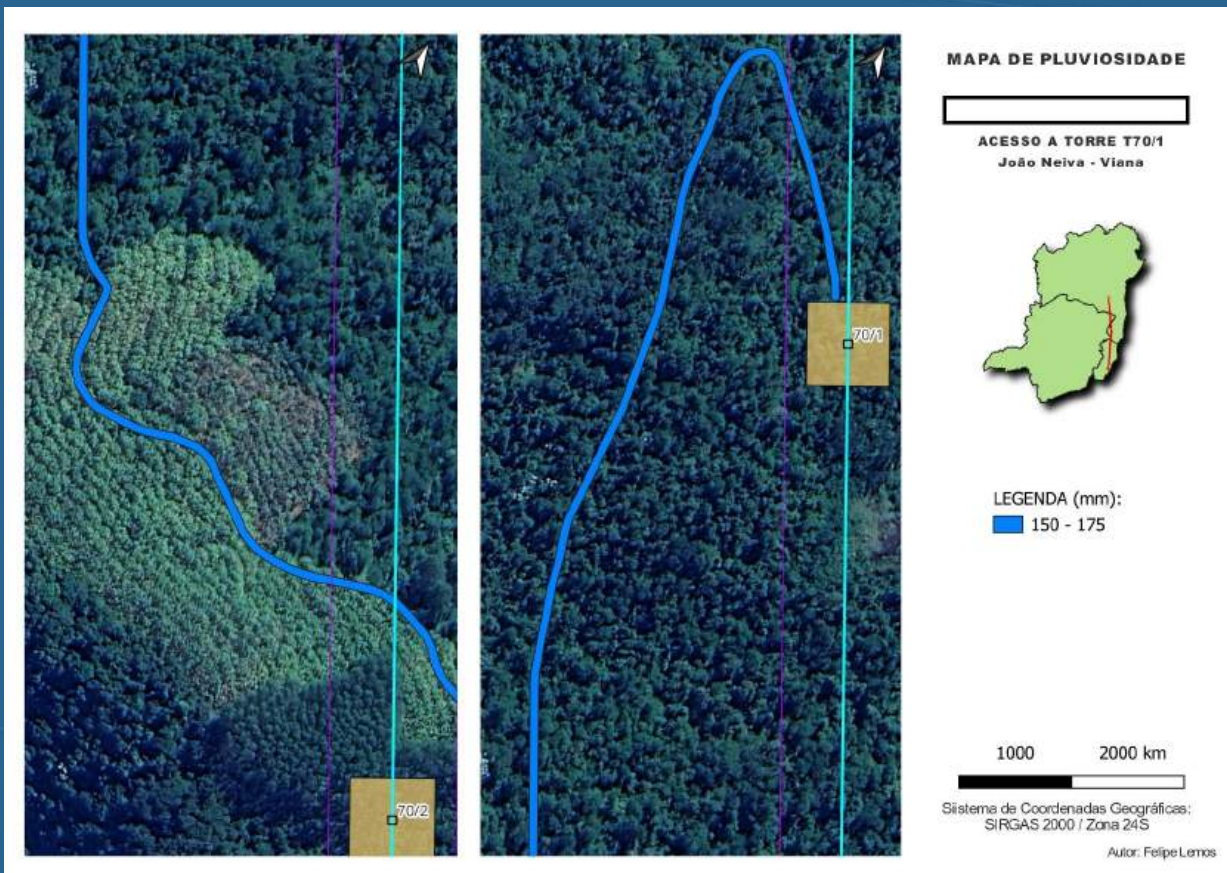 70/2
70/1
MAPA DE PLUVIOSIDADE
ACESSO A TORRE T70/1
João Neiva - Viana
LEGENDA (mm):
150 - 175
1000 2000 km
Siistema de Coordenadas Geográficas:
SIRGAS 2000 / Zona 24S
Autor: Felipe Lemos